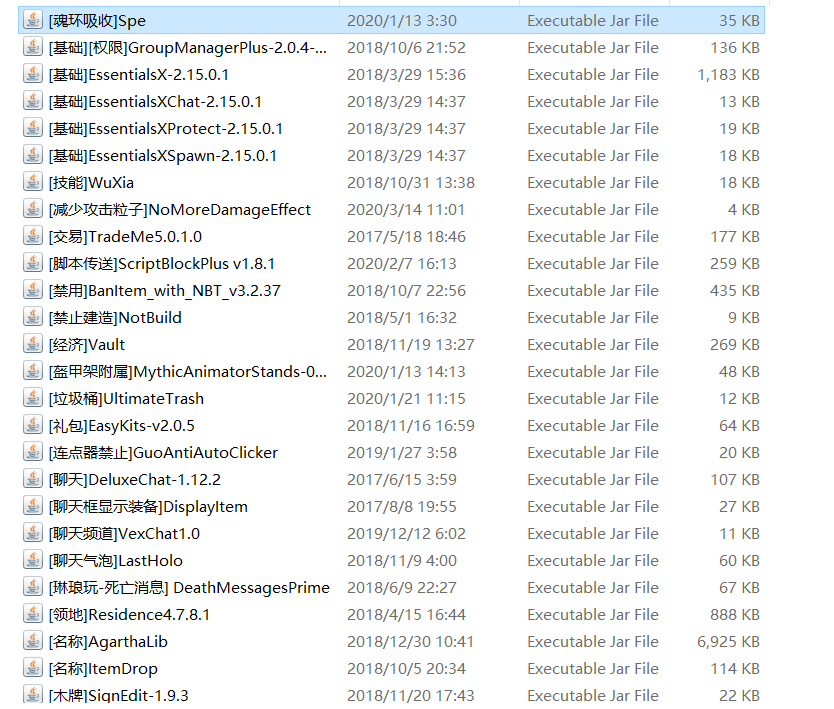 [魂环吸收]Spe 2020/1/13 3:30 Executable Jar File 35 KB
[基础][权限]GroupManagerPlus-2.0.4-... 2018/10/6 21:52 Executable Jar File 136 KB
[基础]EssentialsX-2.15.0.1 2018/3/29 15:36 Executable Jar File 1,183 KB
[基础]EssentialsXChat-2.15.0.1 2018/3/29 14:37 Executable Jar File 13 KB
[基础]EssentialsXProtect-2.15.0.1 2018/3/29 14:37 Executable Jar File 19 KB
[基础]EssentialsXSpawn-2.15.0.1 2018/3/29 14:37 Executable Jar File 18 KB
[技能]WuXia 2018/10/31 13:38 Executable Jar File 18 KB
[减少攻击粒子]NoMoreDamageEffect 2020/3/14 11:01 Executable Jar File 4 KB
[交易]TradeMe5.0.1.0 2017/5/18 18:46 Executable Jar File 177 KB
[脚本传送]ScriptBlockPlus v1.8.1 2020/2/7 16:13 Executable Jar File 259 KB
[禁用]BanItem_with_NBT_v3.2.37 2018/10/7 22:56 Executable Jar File 435 KB
[禁止建造]NotBuild 2018/5/1 16:32 Executable Jar File 9 KB
[经济]Vault 2018/11/19 13:27 Executable Jar File 269 KB
[盔甲架附属]MythicAnimatorStands-0... 2020/1/13 14:13 Executable Jar File 48 KB
[垃圾桶]UltimateTrash 2020/1/21 11:15 Executable Jar File 12 KB
[礼包]EasyKits-v2.0.5 2018/11/16 16:59 Executable Jar File 64 KB
[连点器禁止]GuoAntiAutoClicker 2019/1/27 3:58 Executable Jar File 20 KB
[聊天]DeluxeChat-1.12.2 2017/6/15 3:59 Executable Jar File 107 KB
[聊天框显示装备]DisplayItem 2017/8/8 19:55 Executable Jar File 27 KB
[聊天频道]VexChat1.0 2019/12/12 6:02 Executable Jar File 11 KB
[聊天气泡]LastHolo 2018/11/9 4:00 Executable Jar File 60 KB
[琳琅玩-死亡消息] DeathMessagesPrime 2018/6/9 22:27 Executable Jar File 67 KB
[领地]Residence4.7.8.1 2018/4/15 16:44 Executable Jar File 888 KB
[名称]AgarthaLib 2018/12/30 10:41 Executable Jar File 6,925 KB
[名称]ItemDrop 2018/10/5 20:34 Executable Jar File 114 KB
[木牌]SignEdit-1.9.3 2018/11/20 17:43 Executable Jar File 22 KB